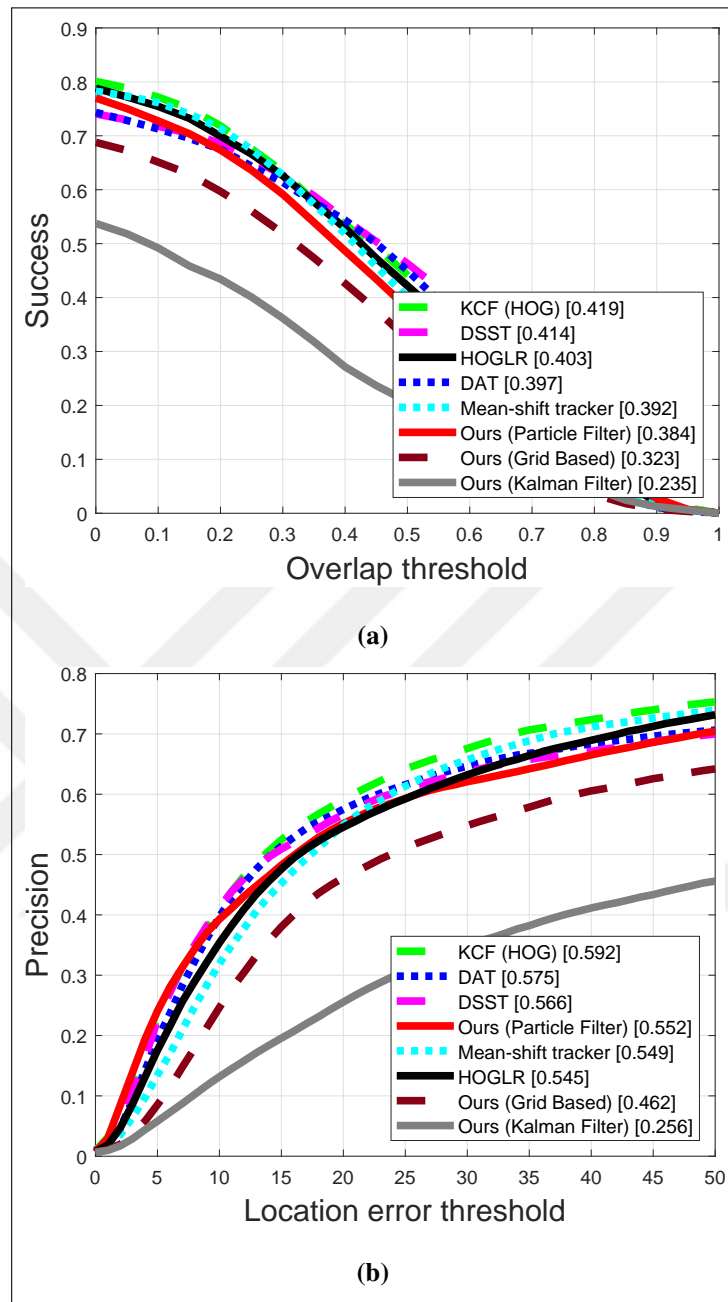 0.9
0.8
0.7
0.6
0.5
0.4
0.3
0.2
0.1
0
Success
KCF (HOG) [0.419]
DSST [0.414]
HOGLR [0.403]
DAT [0.397]
Mean-shift tracker [0.392]
Ours (Particle Filter) [0.384]
Ours (Grid Based) [0.323]
Ours (Kalman Filter) [0.235]
0 0.1 0.2 0.3 0.4 0.5 0.6 0.7 0.8 0.9 1
Overlap threshold
(a)
0.8
0.7
0.6
0.5
0.4
0.3
0.2
0.1
0
Precision
KCF (HOG) [0.592]
DAT [0.575]
DSST [0.566]
Ours (Particle Filter) [0.552]
Mean-shift tracker [0.549]
HOGLR [0.545]
Ours (Grid Based) [0.462]
Ours (Kalman Filter) [0.256]
0 5 10 15 20 25 30 35 40 45 50
Location error threshold
(b)